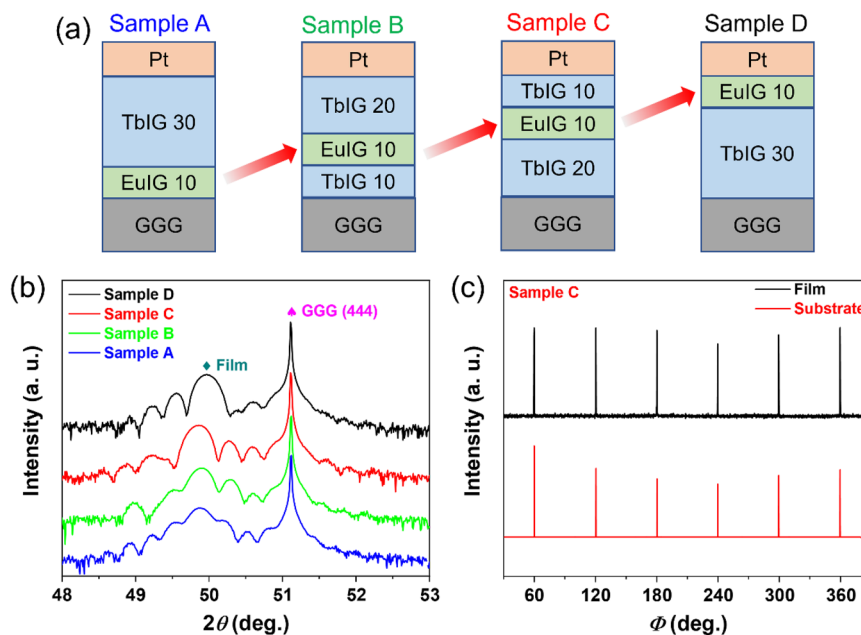 (a)
Sample A
Sample B
Sample C
Sample D
Pt
TbIG 30
EuIG 10
GGG
Pt
TbIG 20
EuIG 10
TbIG 10
GGG
Pt
TbIG 10
EuIG 10
TbIG 20
GGG
Pt
EuIG 10
TbIG 30
GGG
(b)
Sample D
Sample C
Sample B
Sample A
♠ GGG (444)
♦ Film
Intensity (a. u.)
48 49 50 51 52 53
2θ (deg.)
(c)
Sample C
Film
Substrate
Intensity (a. u.)
60 120 180 240 300 360
Φ (deg.)